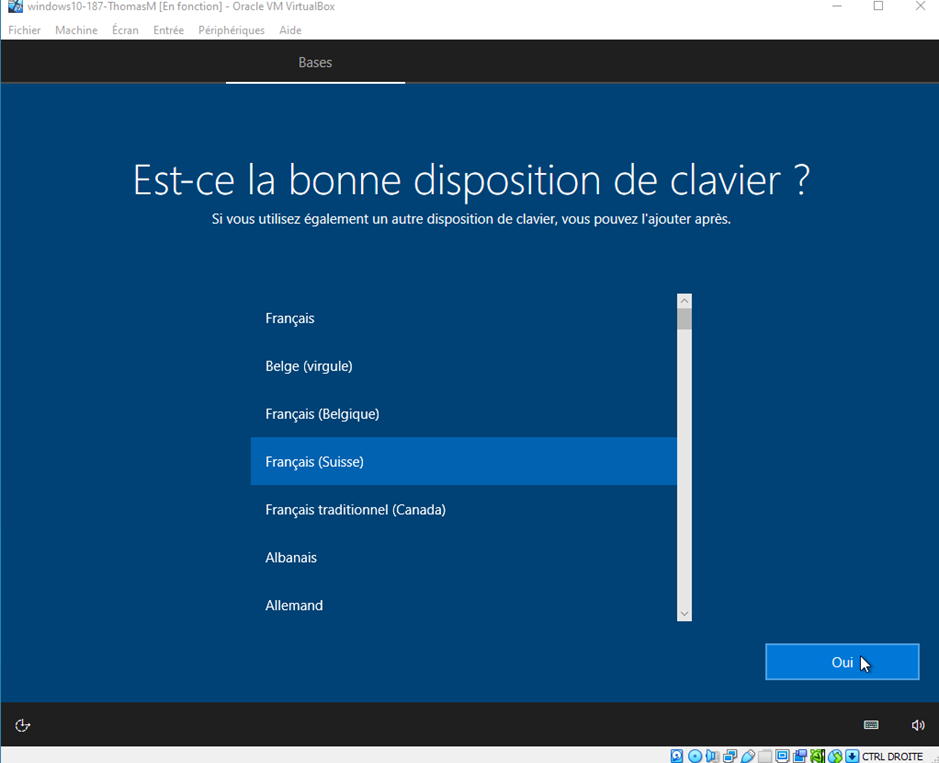 windows10-187-ThomasM [En fonction] - Oracle VM VirtualBox
Fichier Machine Écran Entrée Périphériques Aide
Bases
Est-ce la bonne disposition de clavier ?
Si vous utilisez également un autre disposition de clavier, vous pouvez l'ajouter après.
Français
Belge (virgule)
Français (Belgique)
Français (Suisse)
Français traditionnel (Canada)
Albanais
Allemand
Oui
CTRL DROITE